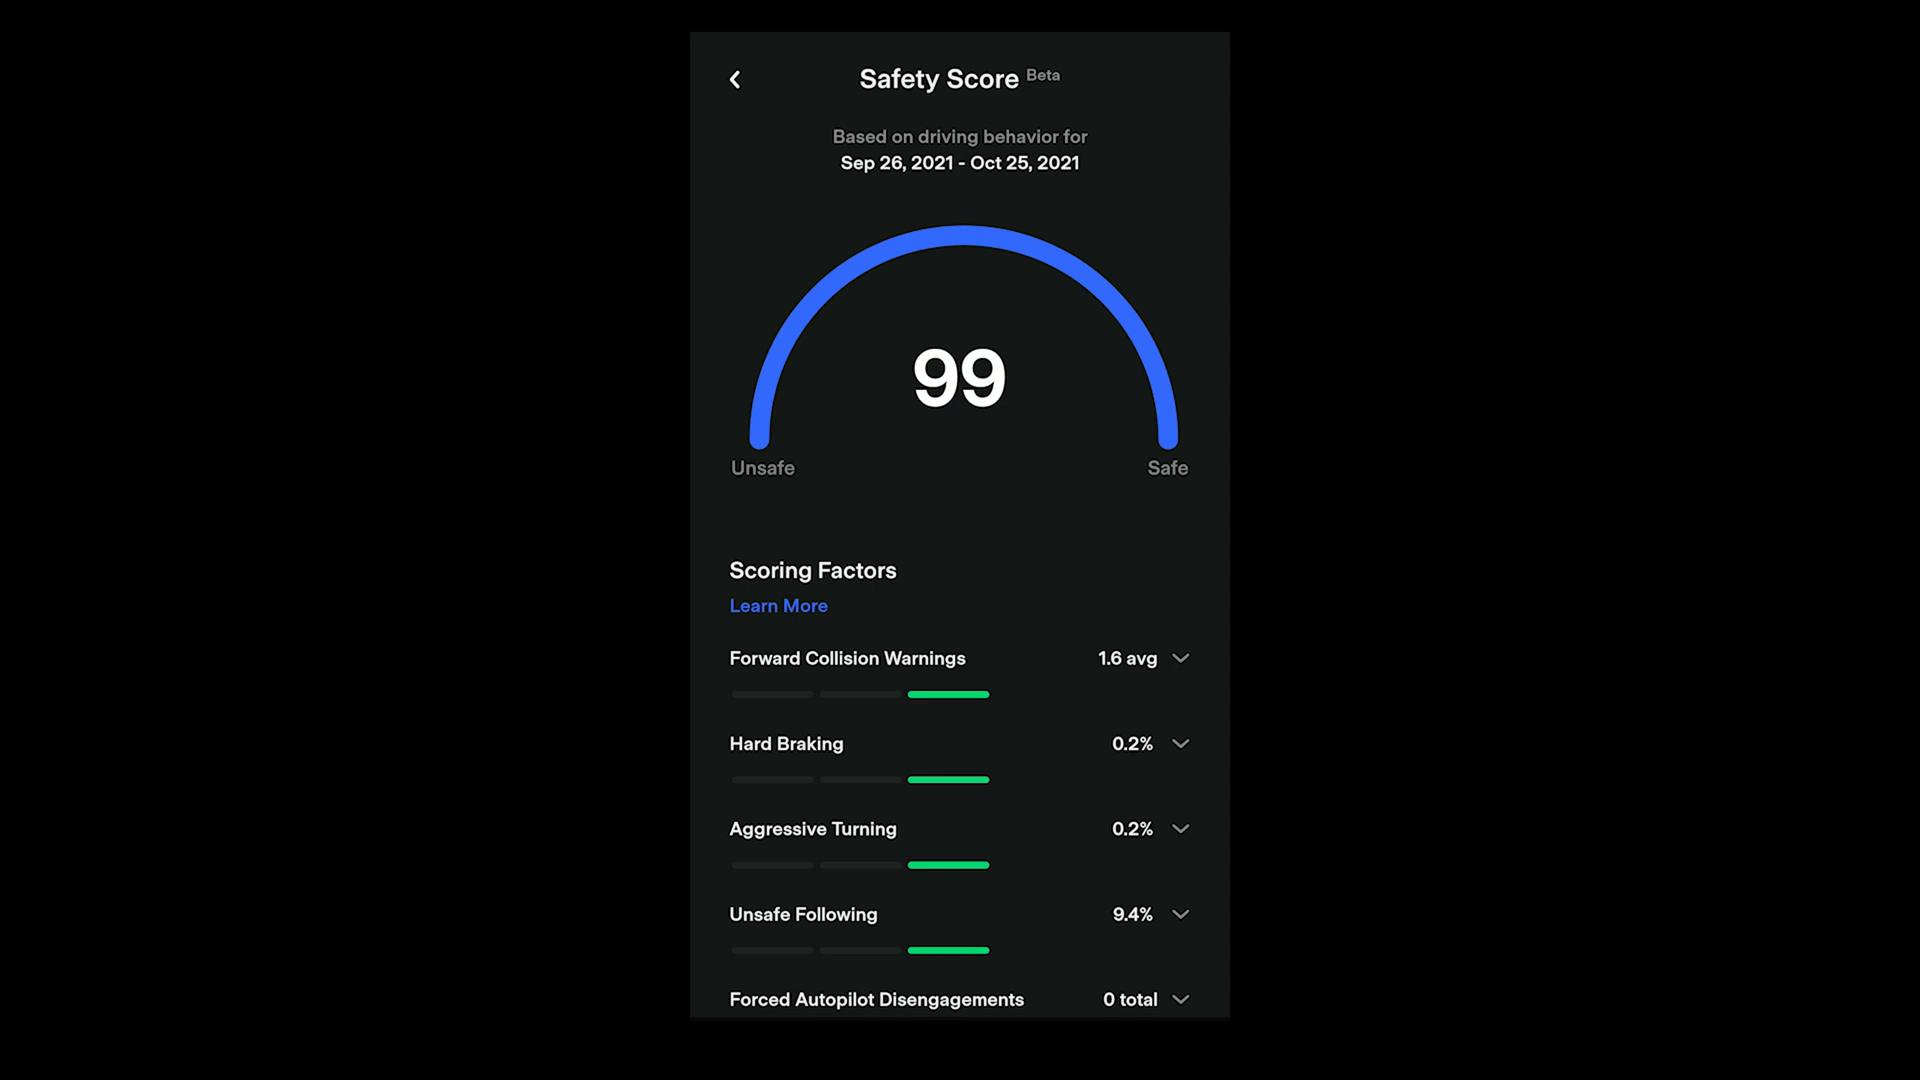 Safety Score Beta
Based on driving behavior for
Sep 26, 2021 - Oct 25, 2021
99
Unsafe
Safe
Scoring Factors
Learn More
Forward Collision Warnings 1.6 avg
Hard Braking 0.2%
Aggressive Turning 0.2%
Unsafe Following 9.4%
Forced Autopilot Disengagements 0 total